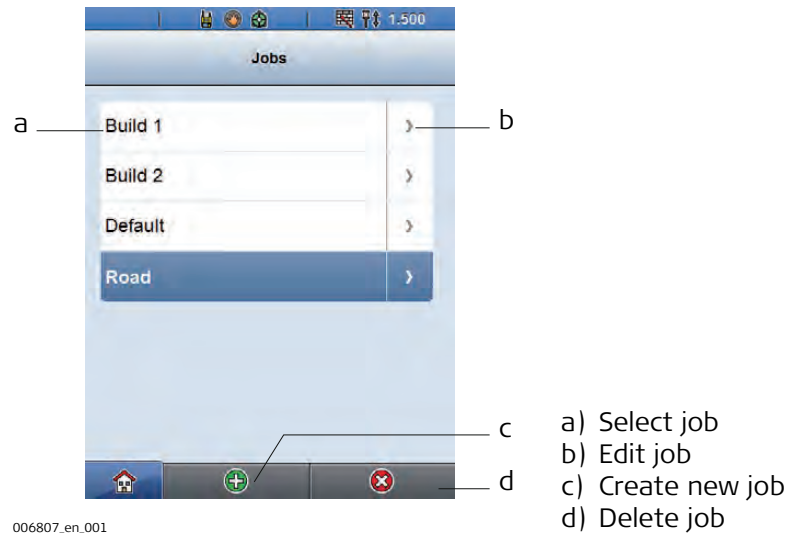 1.500
Jobs
a
Build 1
b
Build 2
Default
Road
c
d
a) Select job
b) Edit job
c) Create new job
d) Delete job
006807_en_001